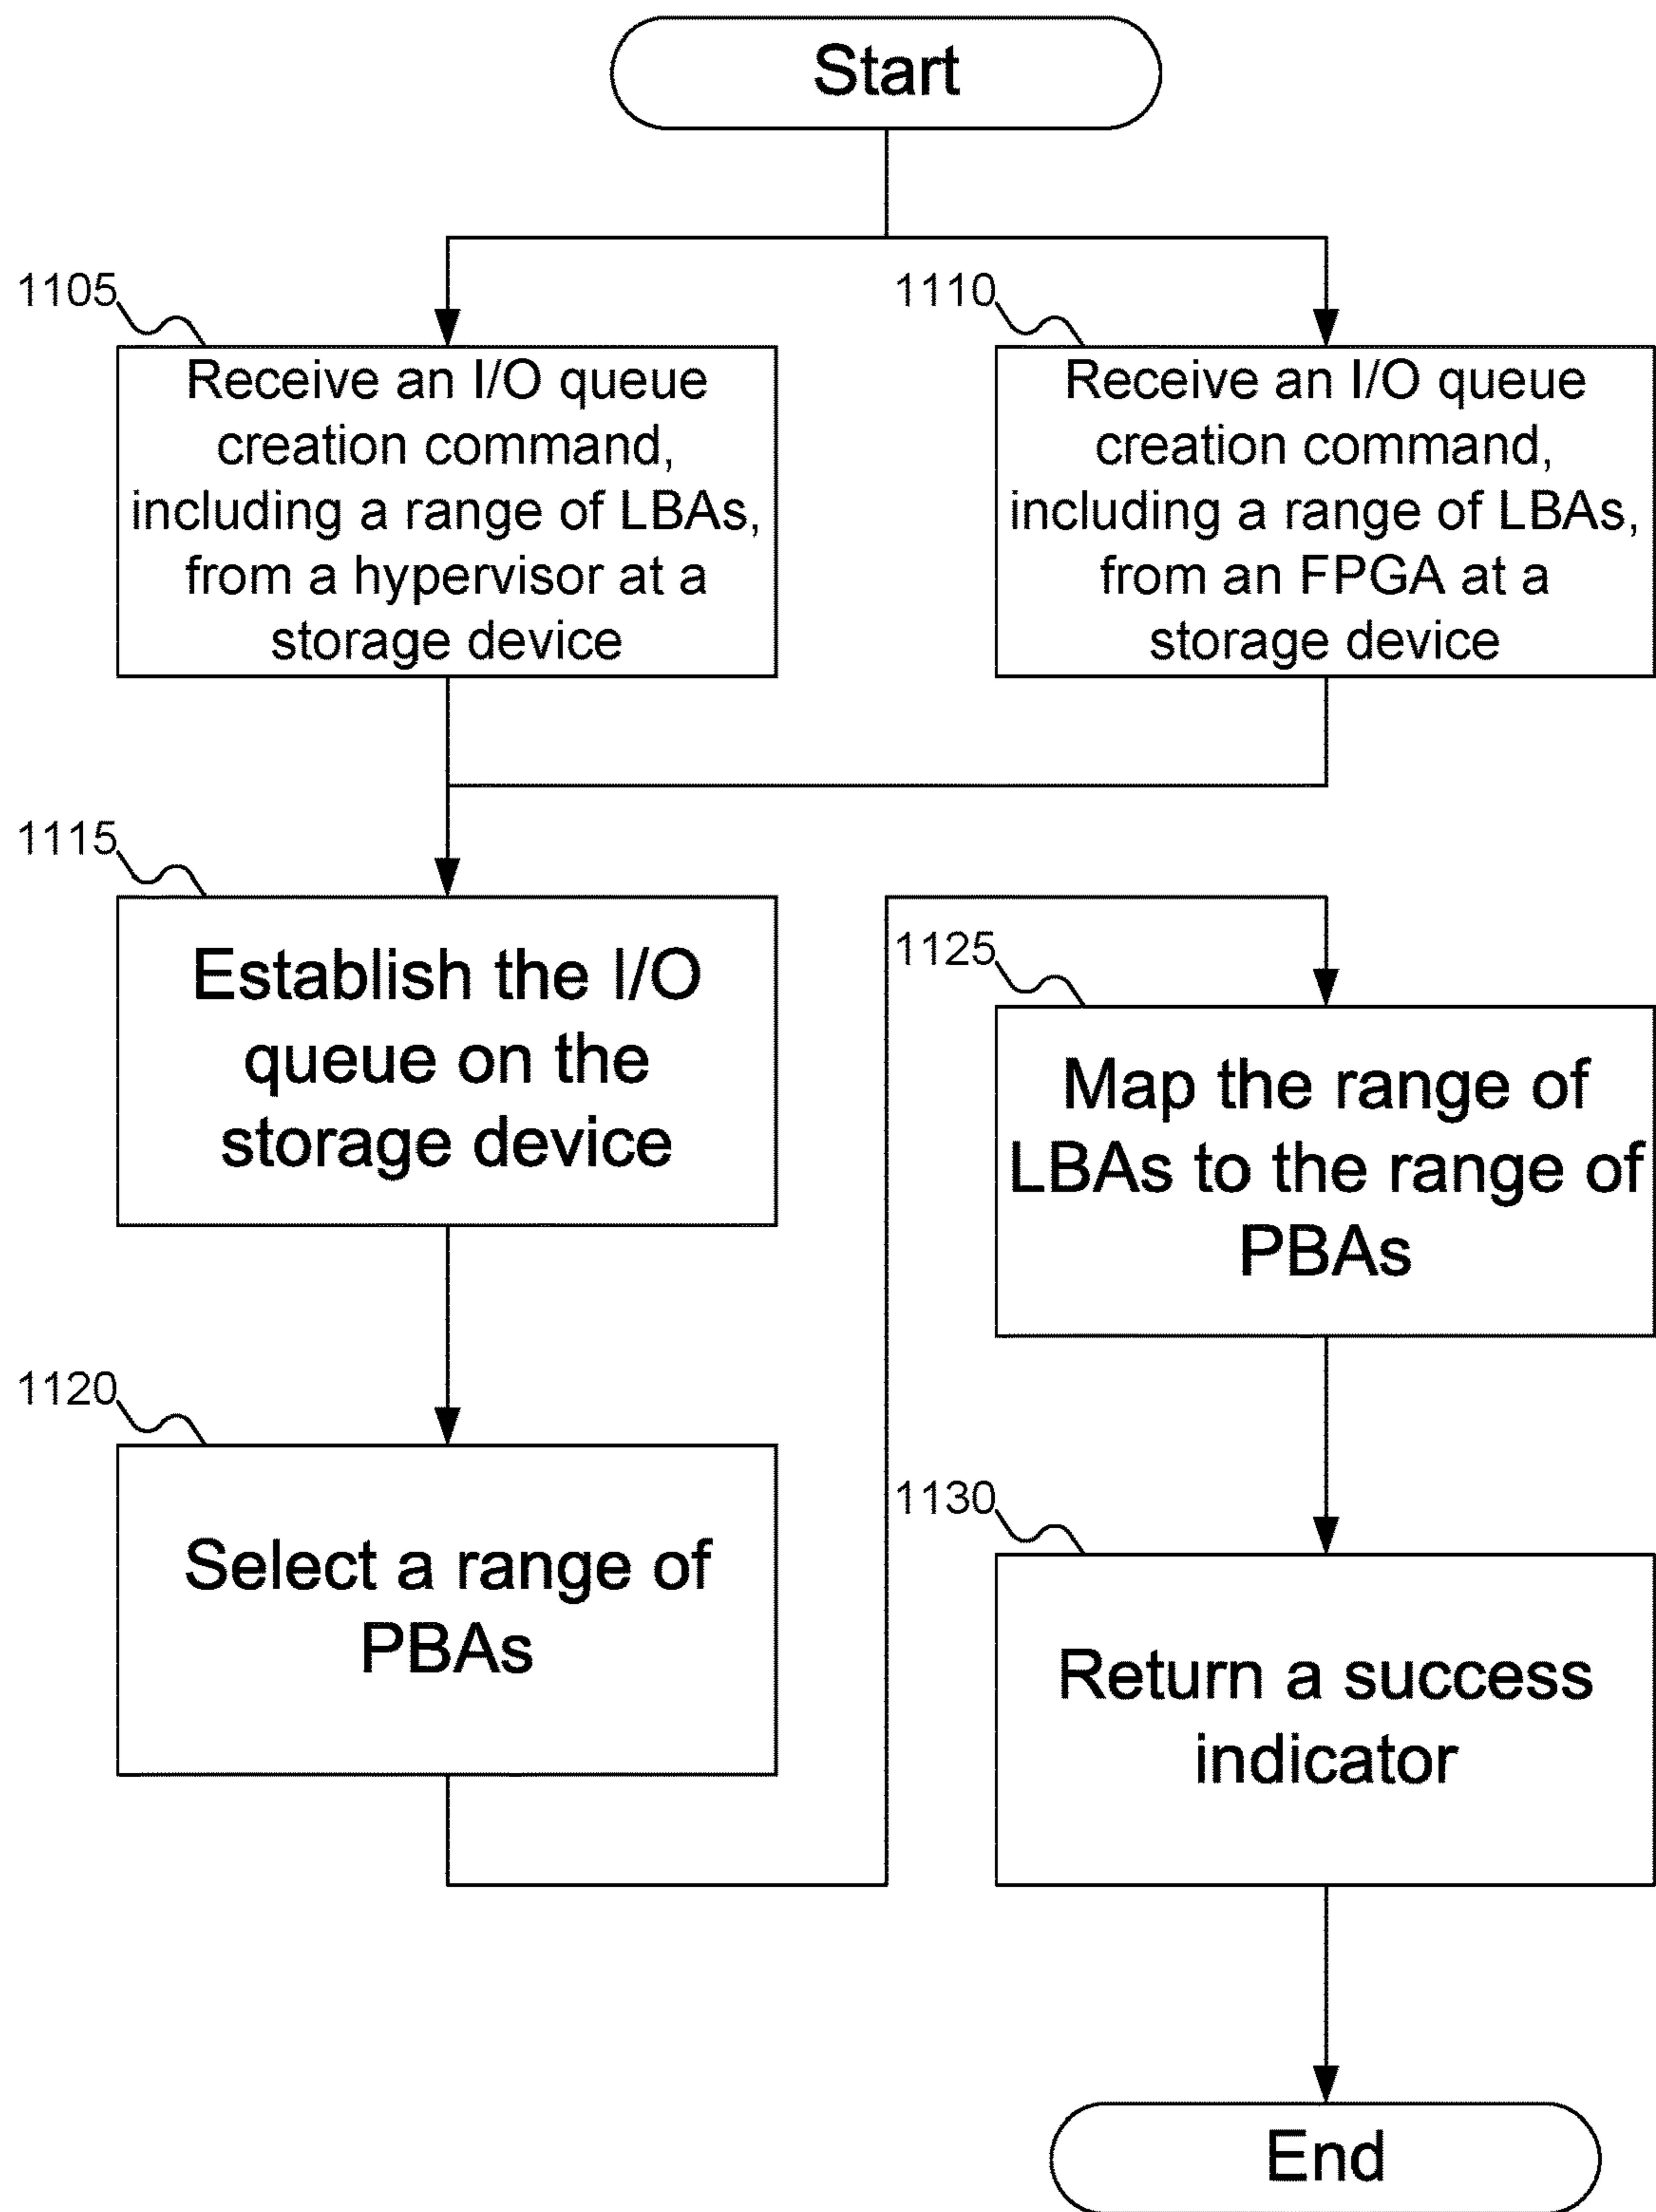 Start
1105
Receive an I/O queue
creation command,
including a range of LBAs,
from a hypervisor at a
storage device
1110
Receive an I/O queue
creation command,
including a range of LBAs,
from an FPGA at a
storage device
1115
Establish the I/O
queue on the
storage device
1120
Select a range of
PBAs
1125
Map the range of
LBAs to the range of
PBAs
1130
Return a success
indicator
End